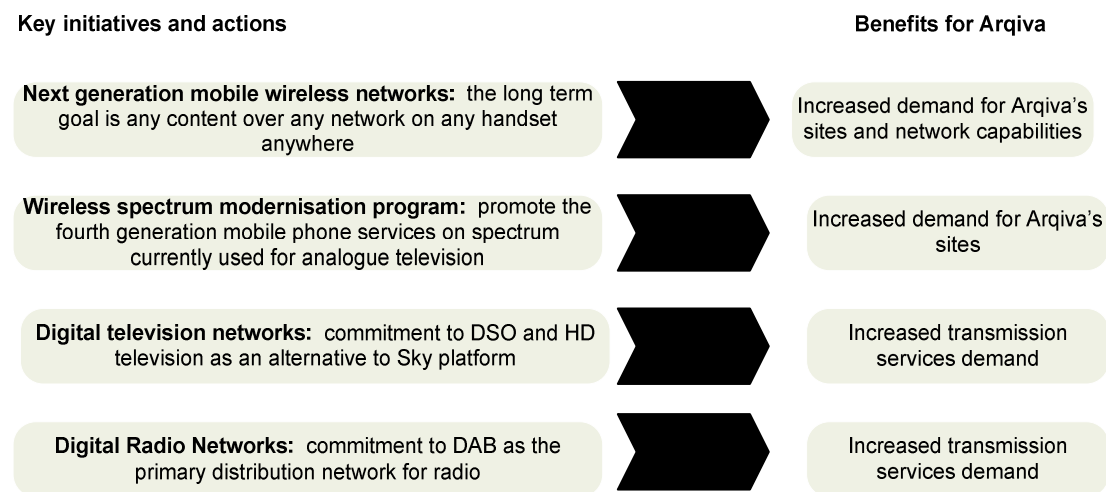 Key initiatives and actions
Benefits for Arqiva
Next generation mobile wireless networks: the long term
goal is any content over any network on any handset
anywhere
Increased demand for Arqiva's
sites and network capabilities
Wireless spectrum modernisation program: promote the
fourth generation mobile phone services on spectrum
currently used for analogue television
Increased demand for Arqiva's
sites
Digital television networks: commitment to DSO and HD
television as an alternative to Sky platform
Increased transmission
services demand
Digital Radio Networks: commitment to DAB as the
primary distribution network for radio
Increased transmission
services demand